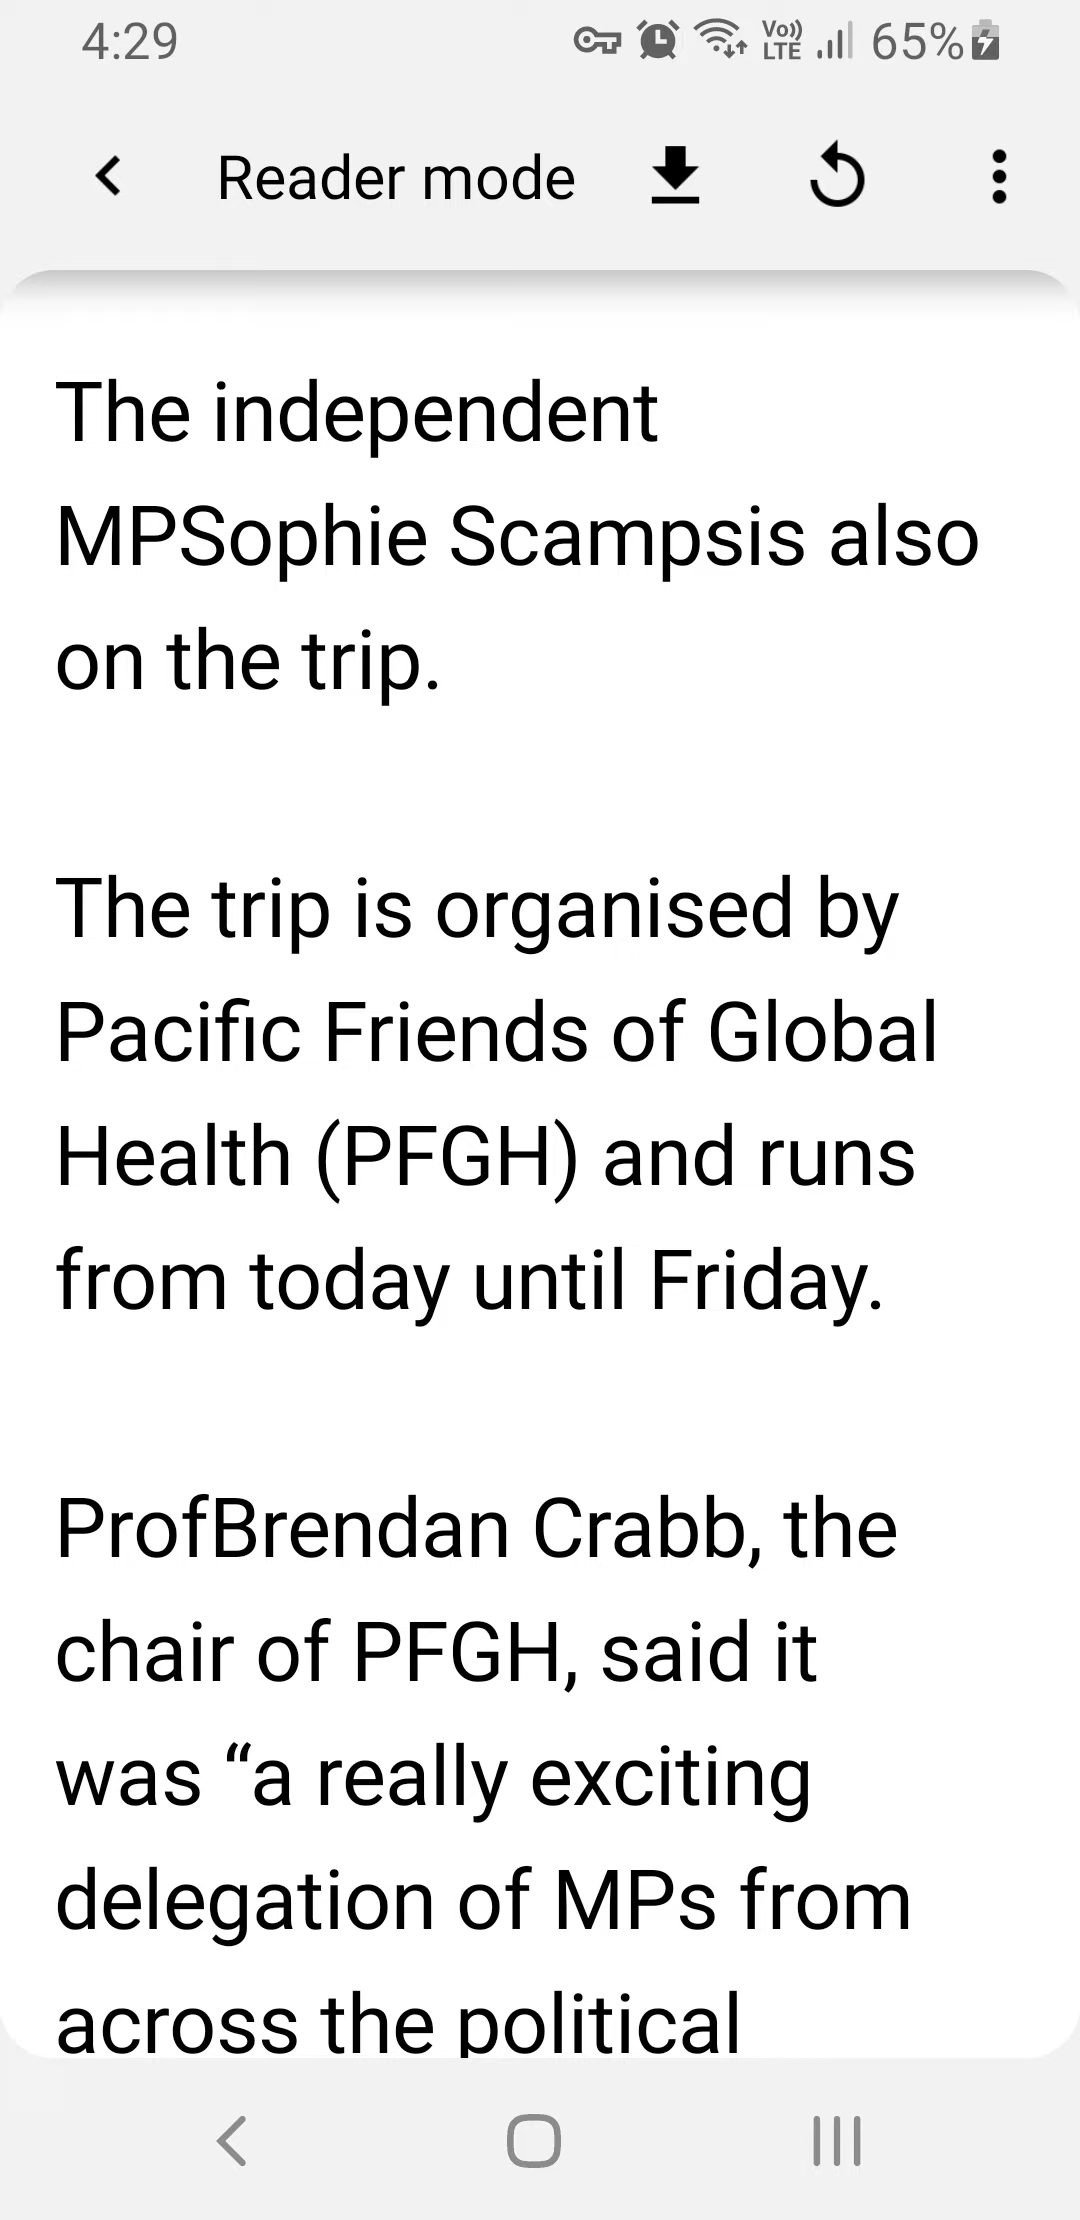 4:29
Vo)) LTE 65%
Reader mode
The independent
MPSophie Scampsis also
on the trip.
The trip is organised by
Pacific Friends of Global
Health (PFGH) and runs
from today until Friday.
ProfBrendan Crabb, the
chair of PFGH, said it
was “a really exciting
delegation of MPs from
across the political